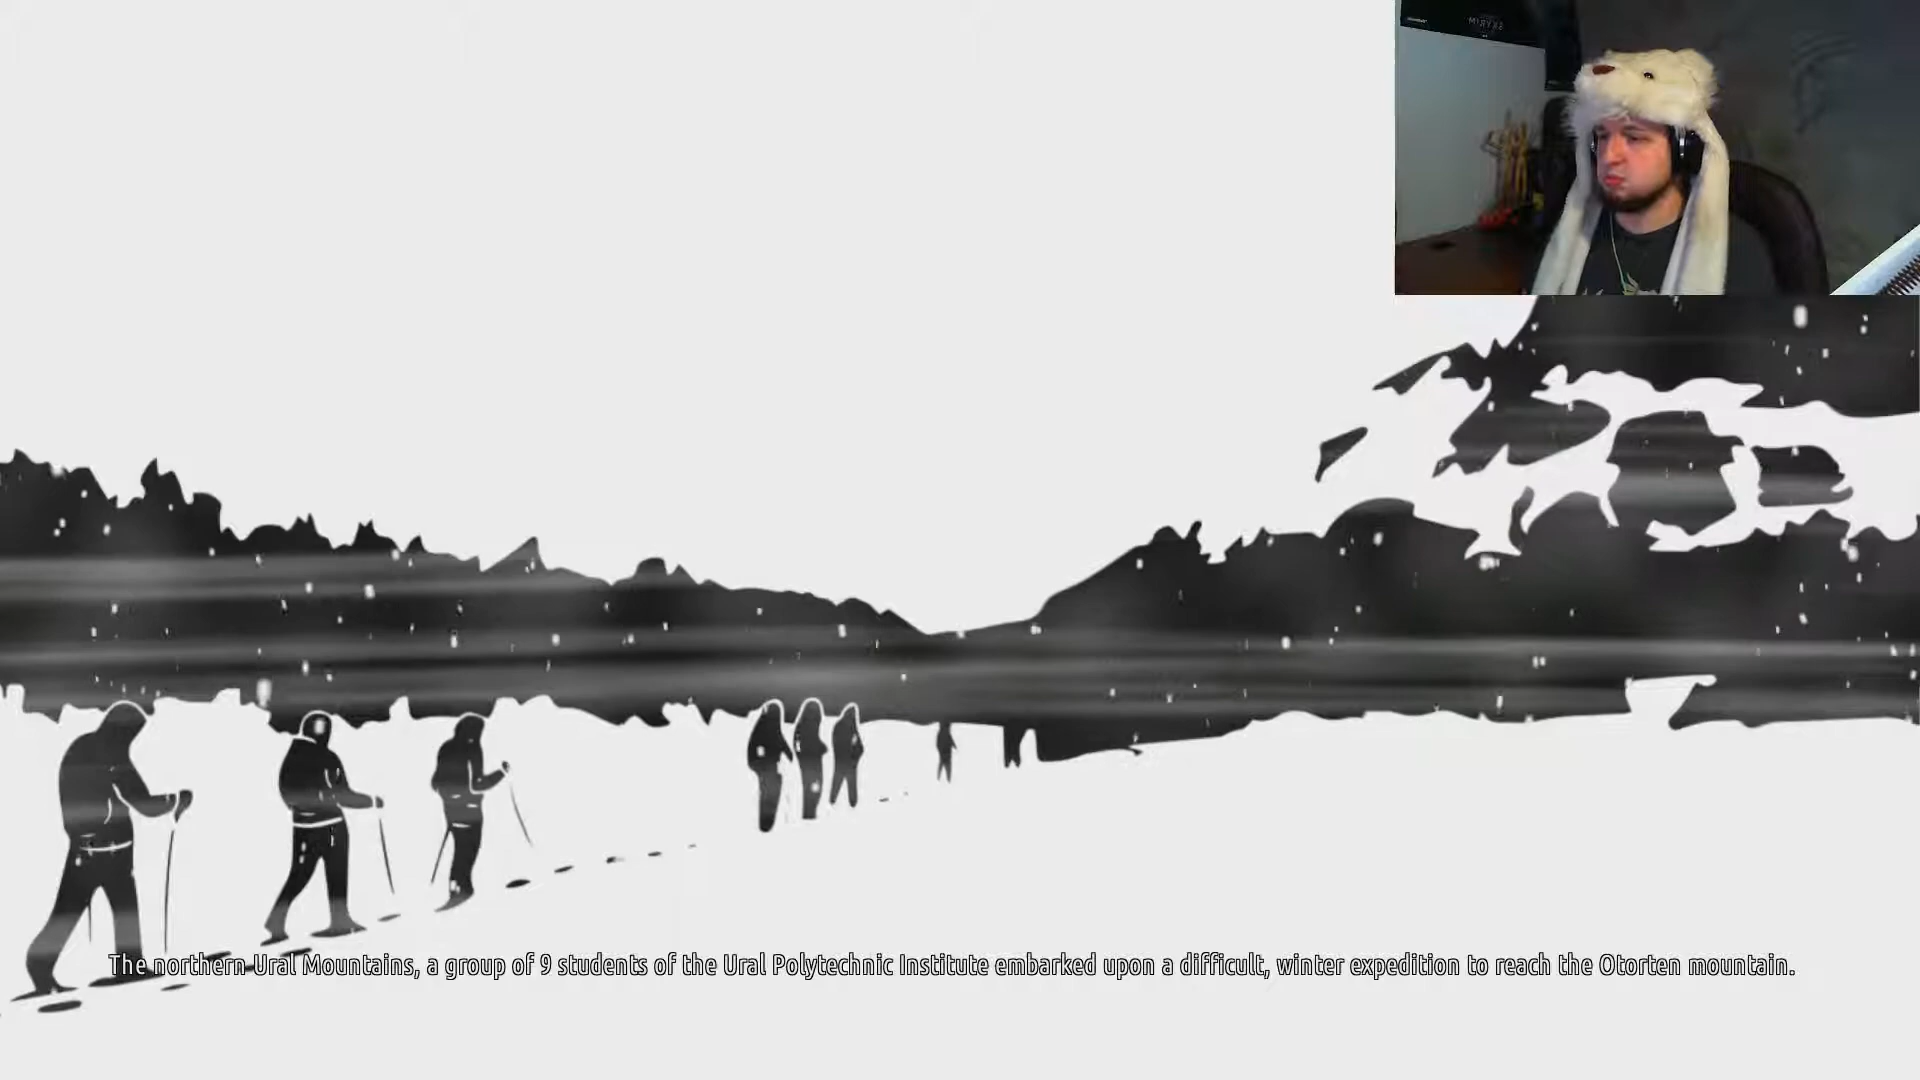 SKYRIM
The northern Ural Mountains, a group of 9 students of the Ural Polytechnic Institute embarked upon a difficult, winter expedition to reach the Otorten mountain.